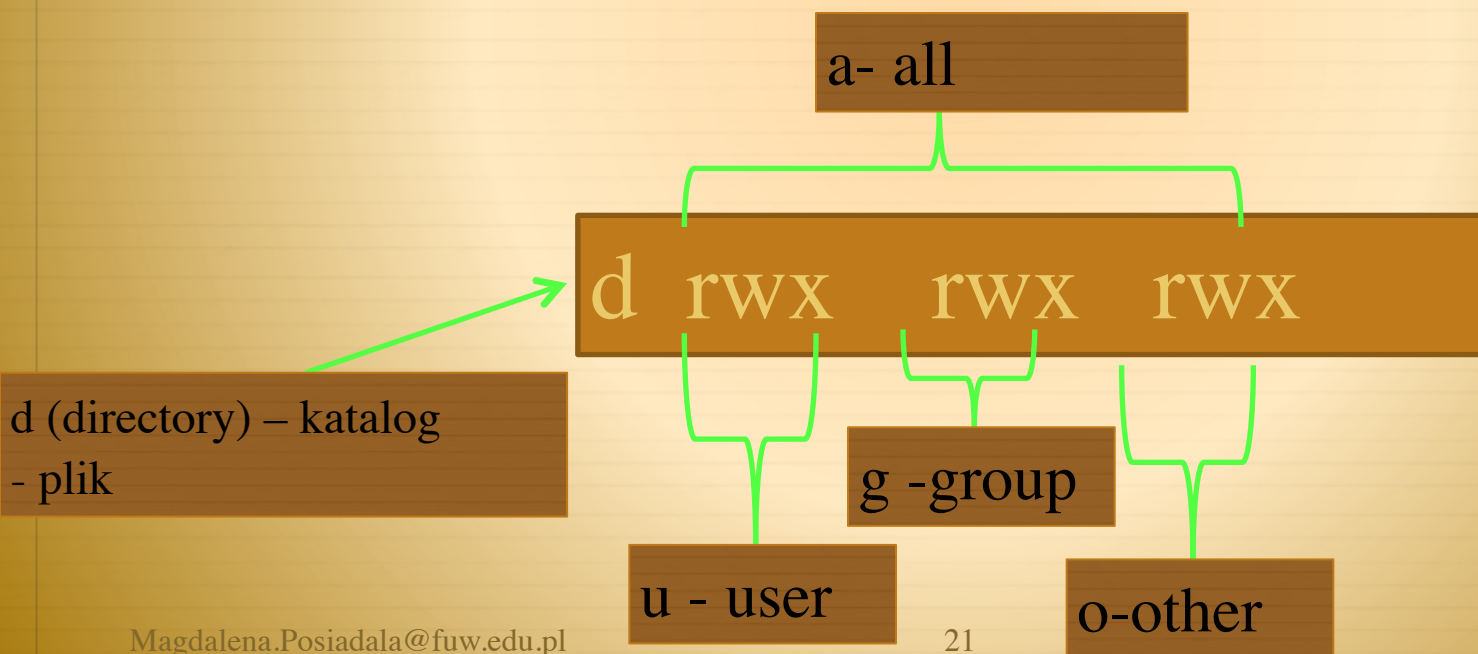 a- all
d rwx rwx rwx
d (directory) – katalog
- plik
g -group
u - user
o-other
Magdalena.Posiadala@fuw.edu.pl
21